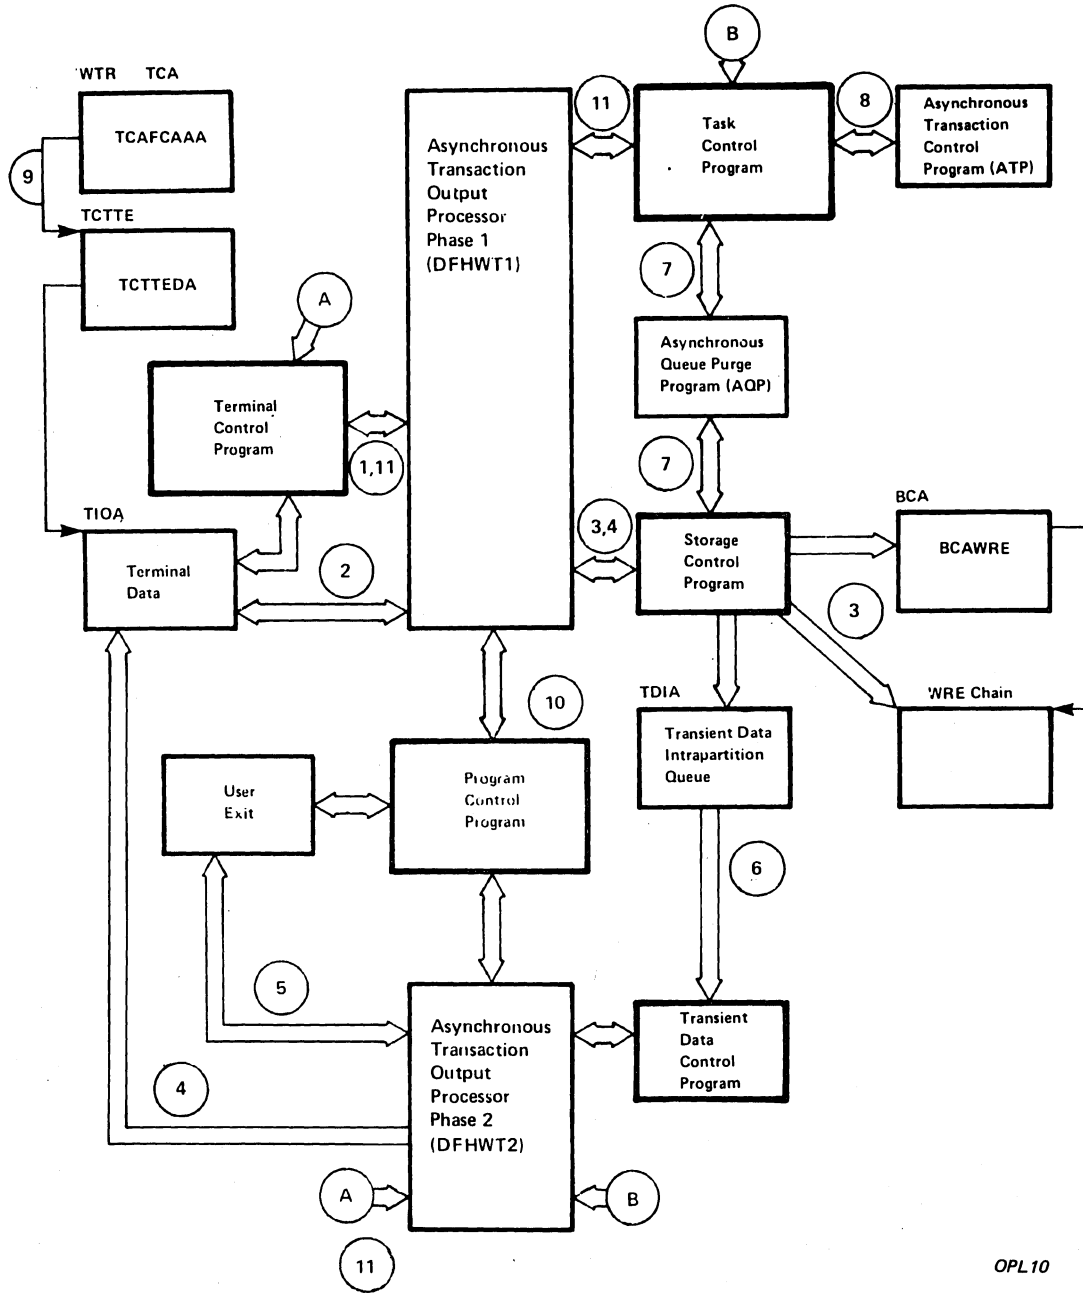 B
WTR TCA
TCAFCAAA
9
TCTTE
TCTTEDA
A
Asynchronous
Transaction
Output
Processor
Phase 1
(DFHWT1)
11
Task
Control
Program
8
Asynchronous
Transaction
Control
Program (ATP)
7
Asynchronous
Queue Purge
Program (AQP)
7
Terminal
Control
Program
1,11
TIOA
Terminal
Data
2
3,4
Storage
Control
Program
BCA
BCAWRE
3
WRE Chain
TDIA
Transient Data
Intrapartition
Queue
10
User
Exit
Program
Control
Program
6
5
4
Asynchronous
Transaction
Output
Processor
Phase 2
(DFHWT2)
Transient
Data
Control
Program
A
B
11
OPL10